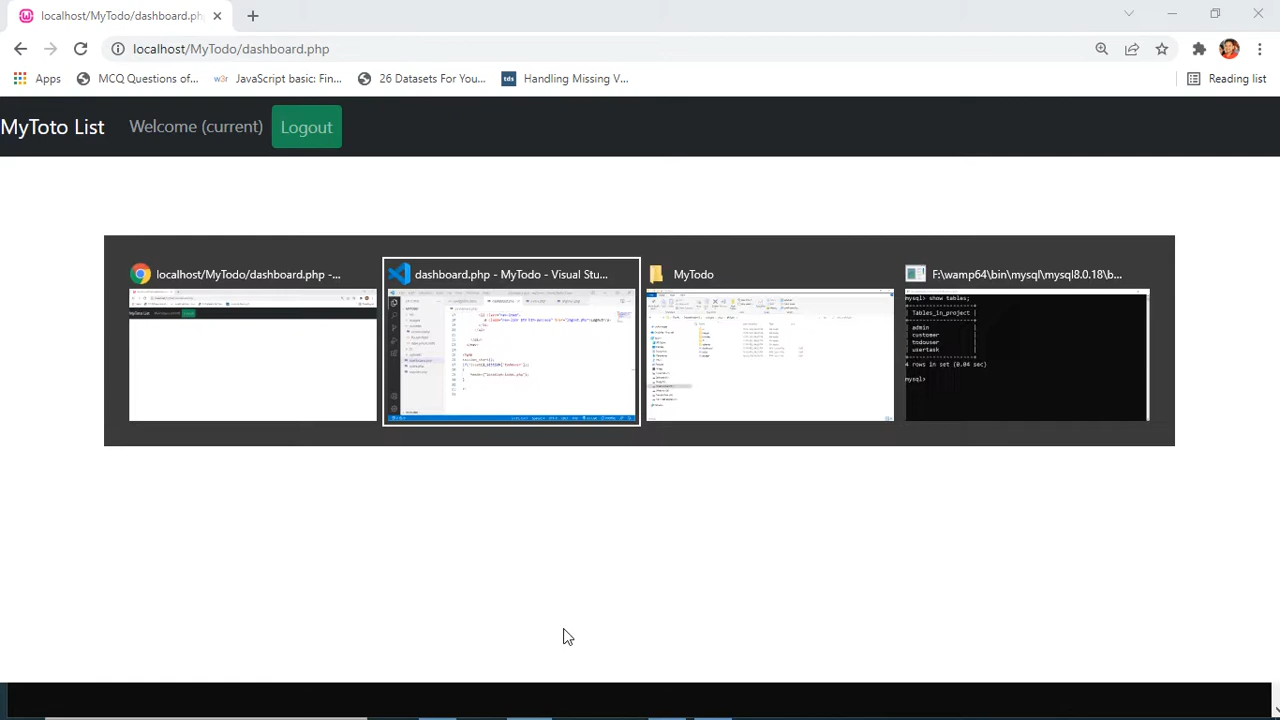 localhost/MyTodo/dashboard.ph
localhost/MyTodo/dashboard.php
Apps
MCQ Questions of...
w3r
JavaScript basic: Fin...
26 Datasets For You...
tds
Handling Missing V...
Reading list
MyToto List
Welcome (current)
Logout
localhost/MyTodo/dashboard.php -...
dashboard.php - MyTodo - Visual Stu...
MyTodo
F:\wamp64\bin\mysql\mysql8.0.18\b...
mysql> show tables;
Tables_in_project
admin
customer
todouser
usertask
4 rows in set (0.04 sec)
mysql>